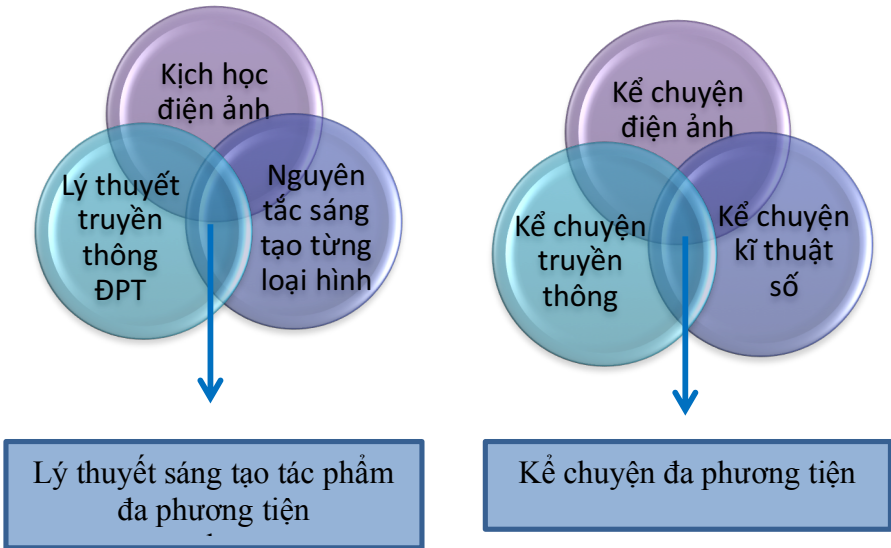 Kịch học
điện ảnh
Lý thuyết
truyền
thông
ĐPT
Nguyên
tắc sáng
tạo từng
loại hình
Lý thuyết sáng tạo tác phẩm
đa phương tiện
Kể chuyện
điện ảnh
Kể chuyện
truyền
thông
Kể chuyện
kĩ thuật
số
Kể chuyện đa phương tiện